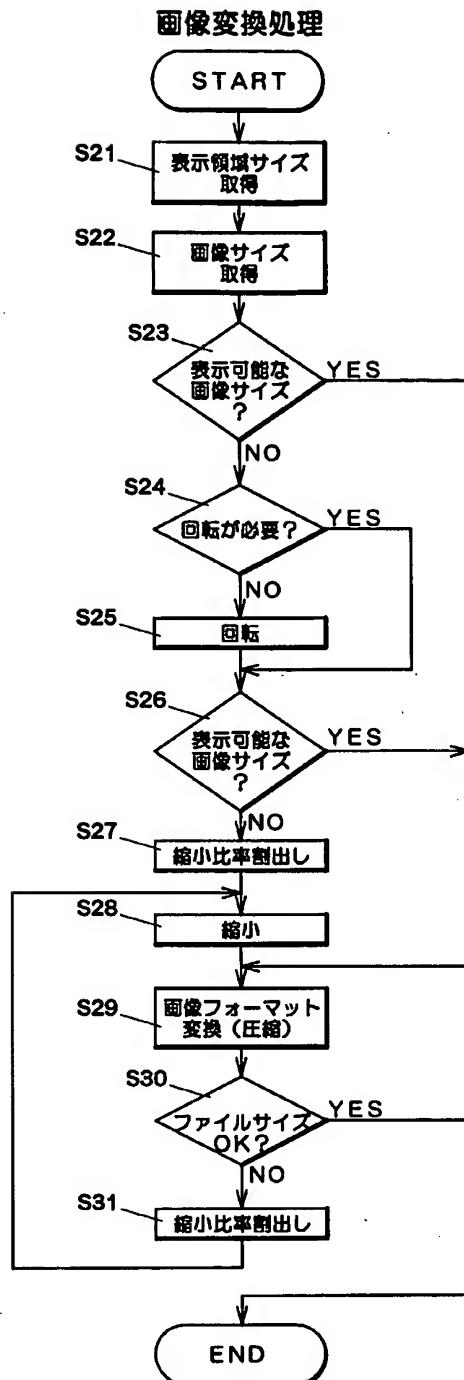 画像変換処理
START
S21
表示領域サイズ
取得
S22
画像サイズ
取得
S23
表示可能な
画像サイズ
?
YES
NO
S24
回転が必要?
YES
NO
S25
回転
S26
表示可能な
画像サイズ
?
YES
NO
S27
縮小比率割出し
S28
縮小
S29
画像フォーマット
変換(圧縮)
S30
ファイルサイズ
OK?
YES
NO
S31
縮小比率割出し
END